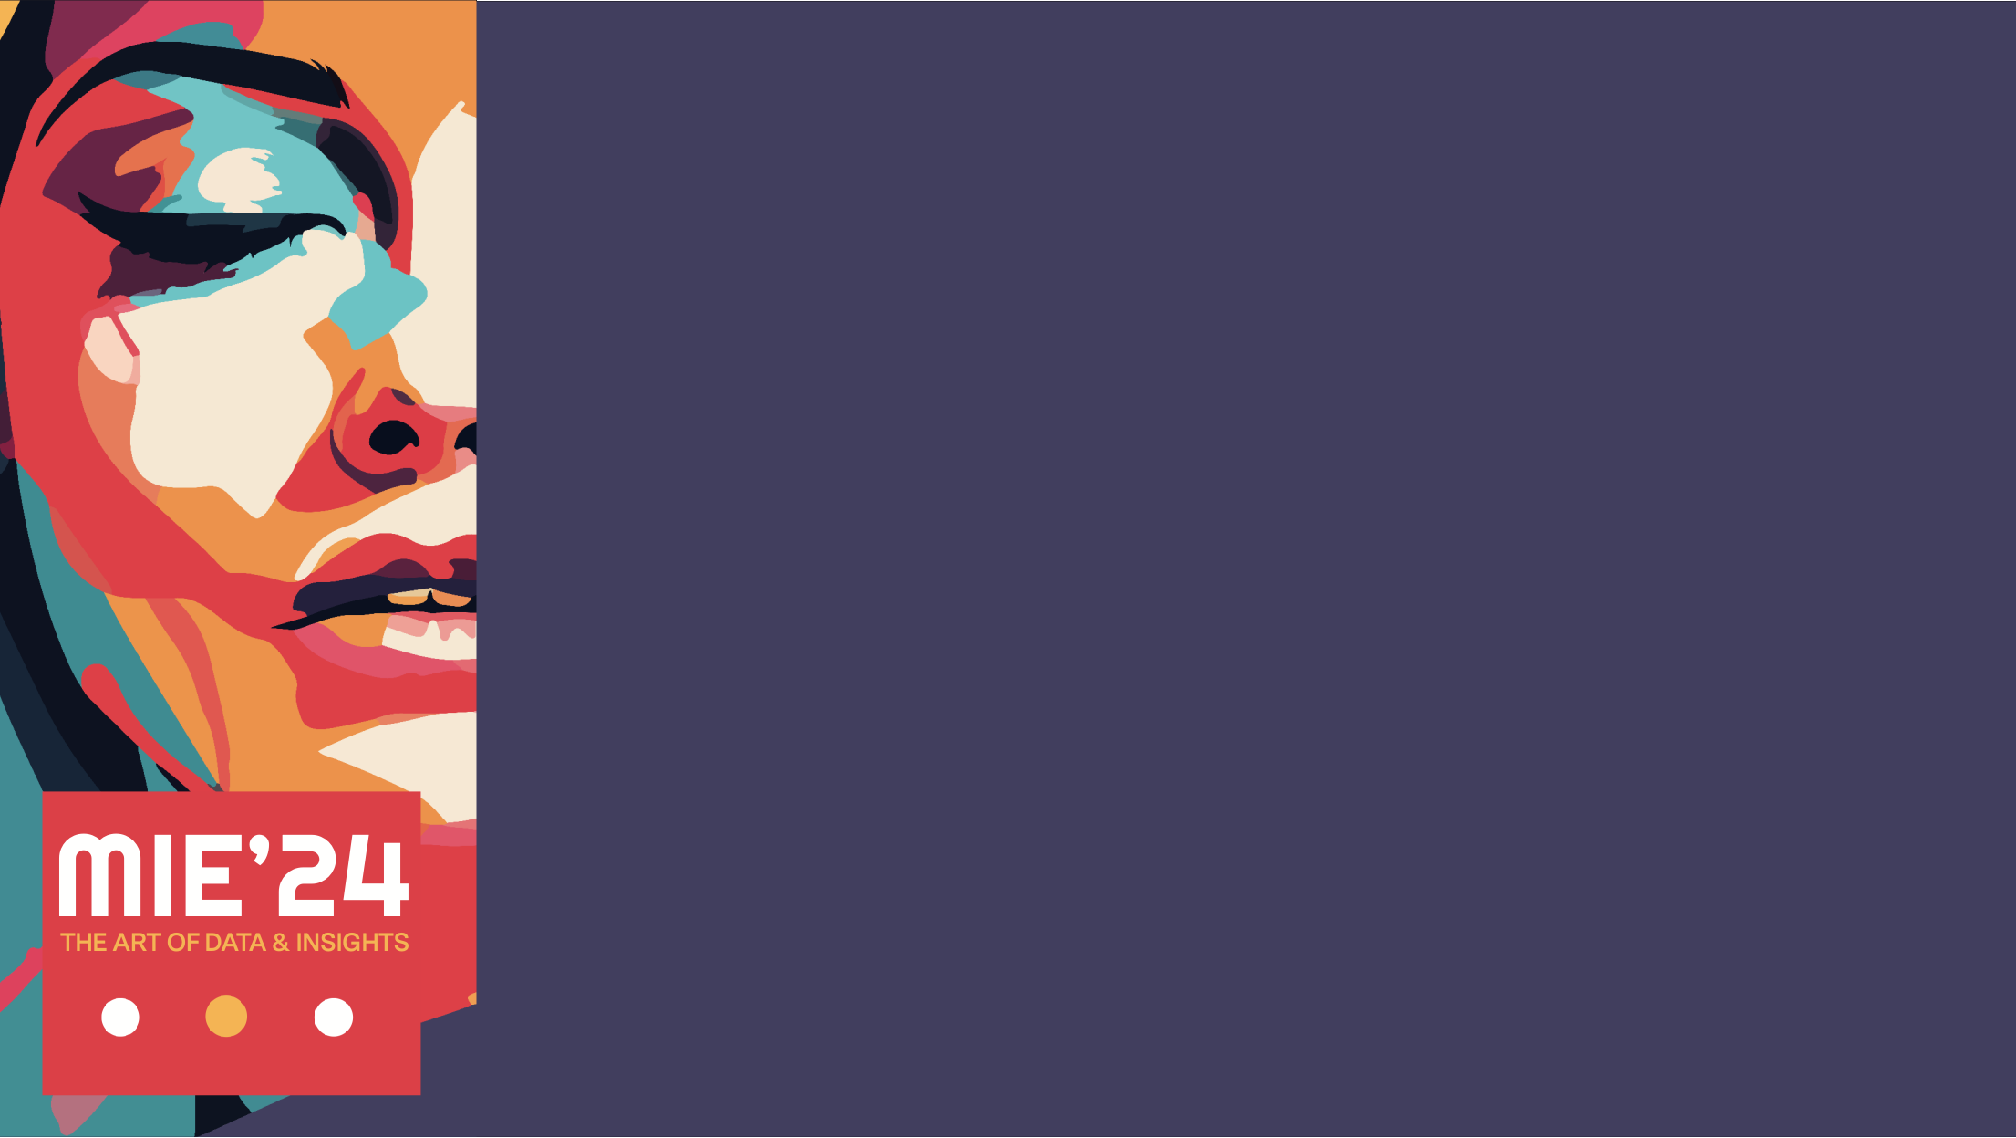 MIE’24
THE ART OF DATA & INSIGHTS